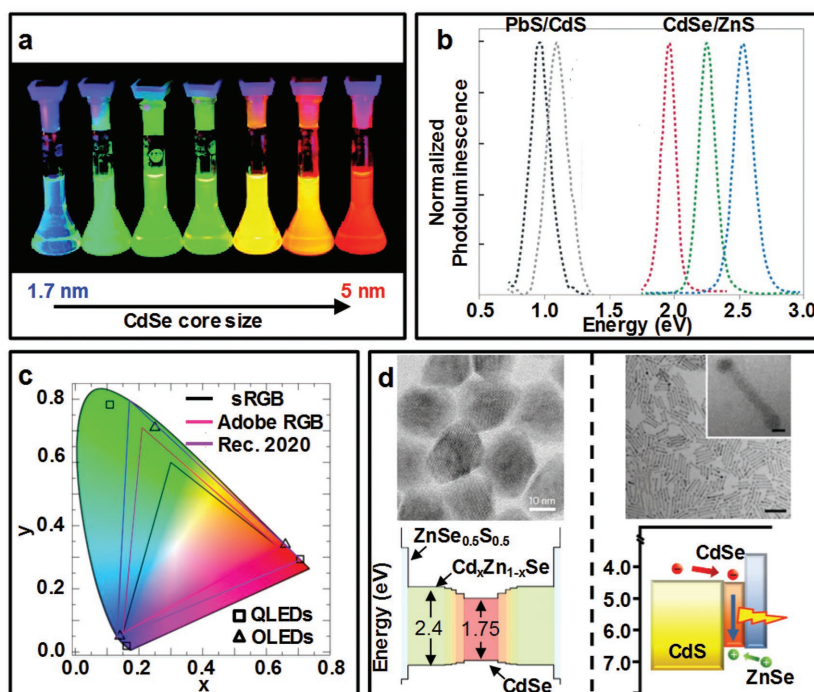 a
1.7 nm
5 nm
CdSe core size
b
PbS/CdS
CdSe/ZnS
Normalized
Photoluminescence
0.5 1.0 1.5 2.0 2.5 3.0
Energy (eV)
c
0.8
0.6
0.4
0.2
0.0
y
sRGB
Adobe RGB
Rec. 2020
QLEDs
OLEDs
0.0 0.2 0.4 0.6 0.8
x
d
10 nm
ZnSe0.5S0.5
CdxZn1-xSe
Energy (eV)
2.4
1.75
CdSe
4.0
5.0
6.0
7.0
CdSe
CdS
ZnSe